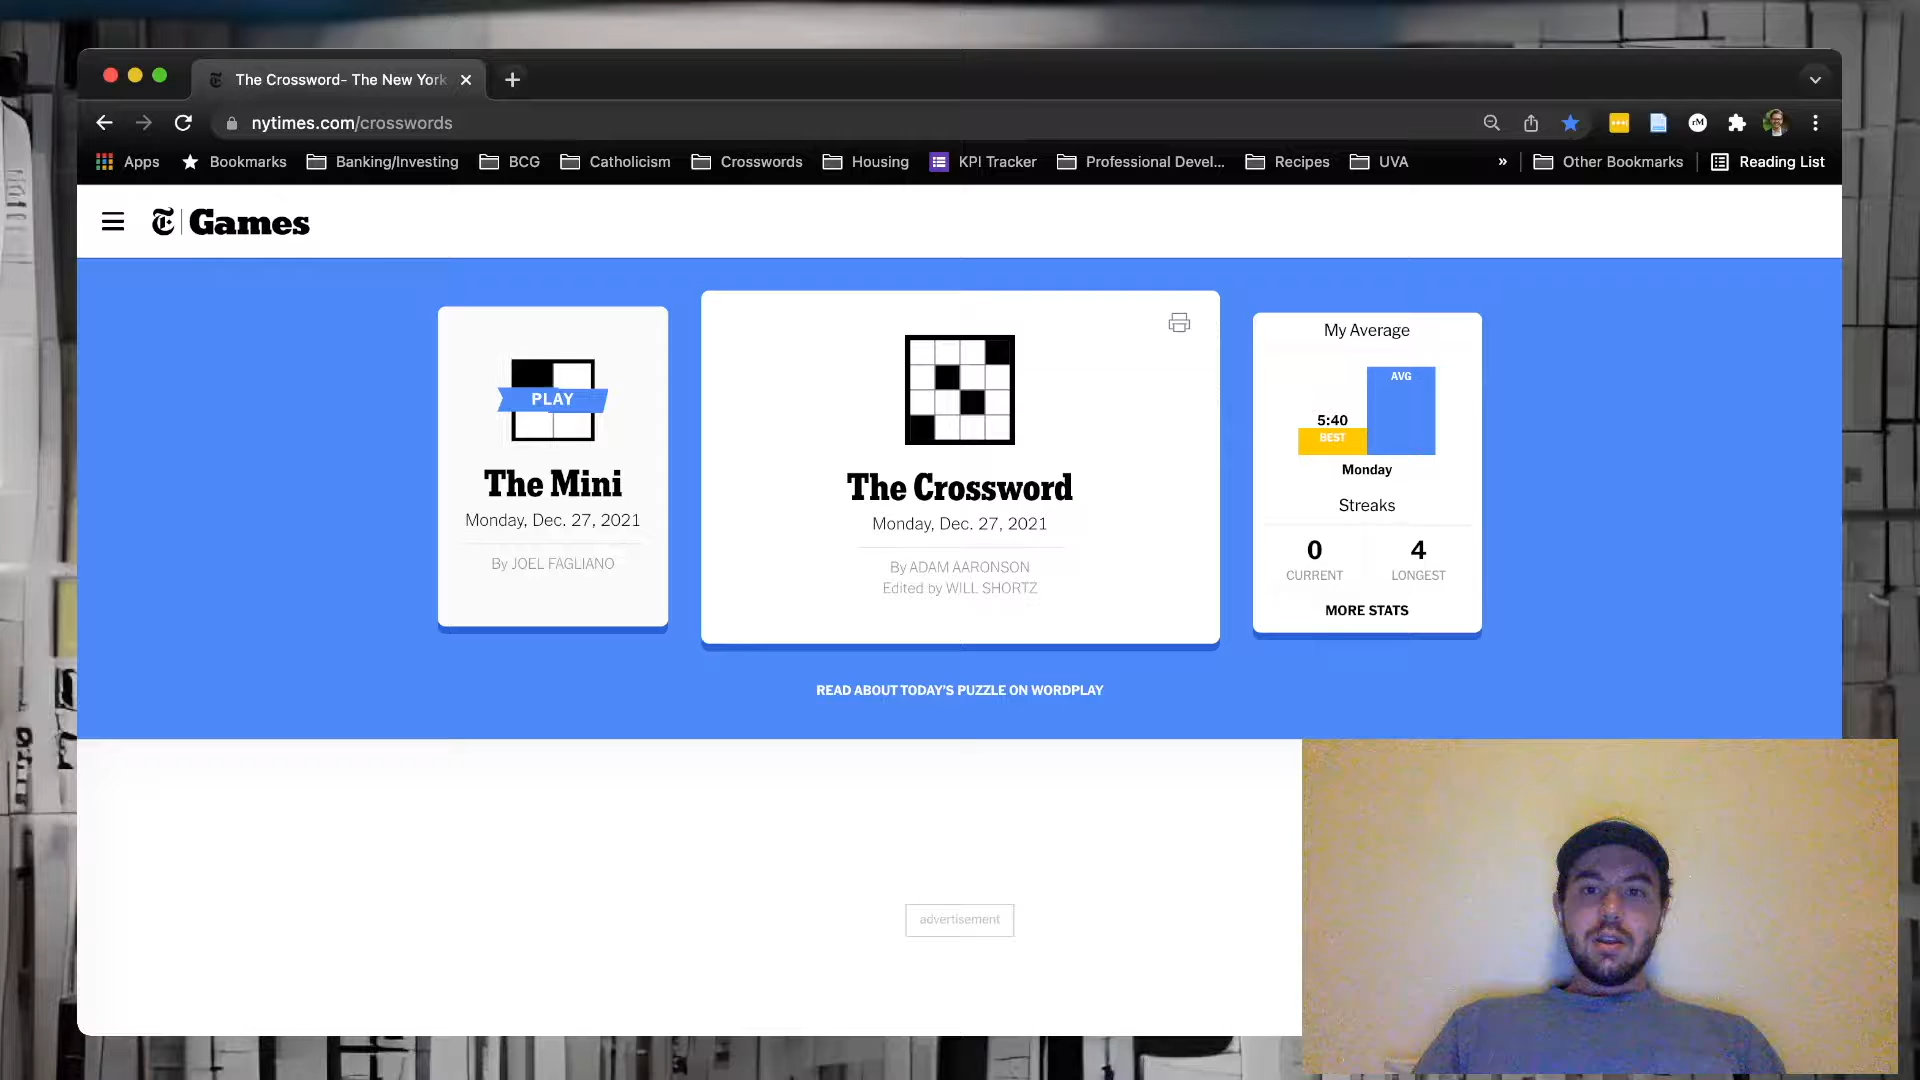 The Crossword- The New York
nytimes.com/crosswords
Apps
Bookmarks
Banking/Investing
BCG
Catholicism
Crosswords
Housing
KPI Tracker
Professional Devel...
Recipes
UVA
»
Other Bookmarks
Reading List
Games
PLAY
The Mini
Monday, Dec. 27, 2021
By JOEL FAGLIANO
The Crossword
Monday, Dec. 27, 2021
By ADAM AARONSON
Edited by WILL SHORTZ
My Average
AVG
5:40
BEST
Monday
Streaks
0
4
CURRENT
LONGEST
MORE STATS
READ ABOUT TODAY'S PUZZLE ON WORDPLAY
advertisement